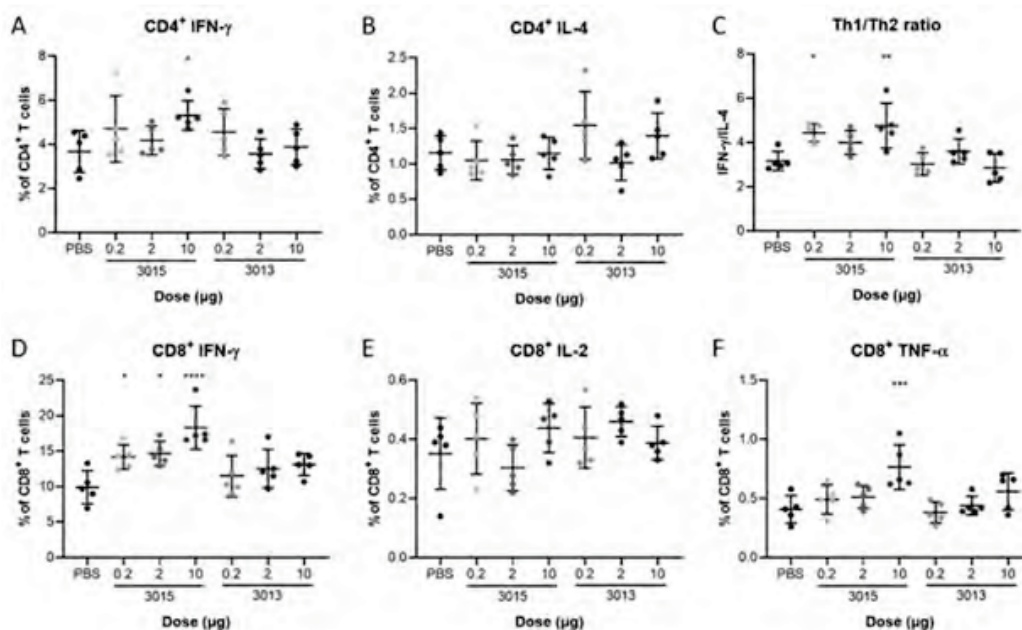 A
CD4⁺ IFN-γ
% of CD4⁺ T cells
8
6
4
2
0
*
PBS 0.2 2 10 0.2 2 10
3015 3013
Dose (μg)
B
CD4⁺ IL-4
% of CD4⁺ T cells
2.5
2.0
1.5
1.0
0.5
0.0
PBS 0.2 2 10 0.2 2 10
3015 3013
Dose (μg)
C
Th1/Th2 ratio
IFN-γ/IL-4
8
6
4
2
0
* **
PBS 0.2 2 10 0.2 2 10
3015 3013
Dose (μg)
D
CD8⁺ IFN-γ
% of CD8⁺ T cells
25
20
15
10
5
0
* * ****
PBS 0.2 2 10 0.2 2 10
3015 3013
Dose (μg)
E
CD8⁺ IL-2
% of CD8⁺ T cells
0.6
0.4
0.2
0.0
PBS 0.2 2 10 0.2 2 10
3015 3013
Dose (μg)
F
CD8⁺ TNF-α
% of CD8⁺ T cells
1.5
1.0
0.5
0.0
***
PBS 0.2 2 10 0.2 2 10
3015 3013
Dose (μg)